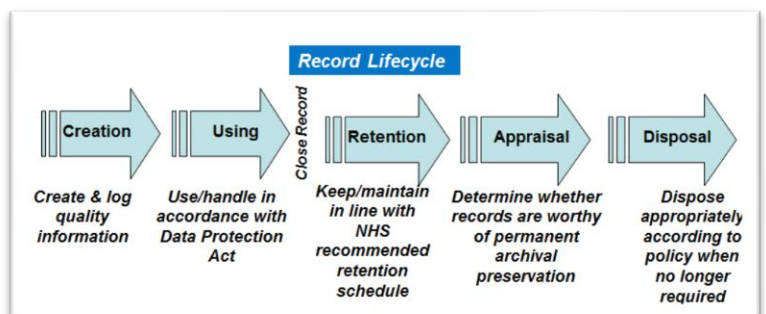 Record Lifecycle
Creation
Using
Close Record
Retention
Appraisal
Disposal
Create & log
quality
information
Use/handle in
accordance with
Data Protection
Act
Keep/maintain
in line with
NHS
recommended
retention
schedule
Determine whether
records are worthy
of permanent
archival
preservation
Dispose
appropriately
according to
policy when
no longer
required